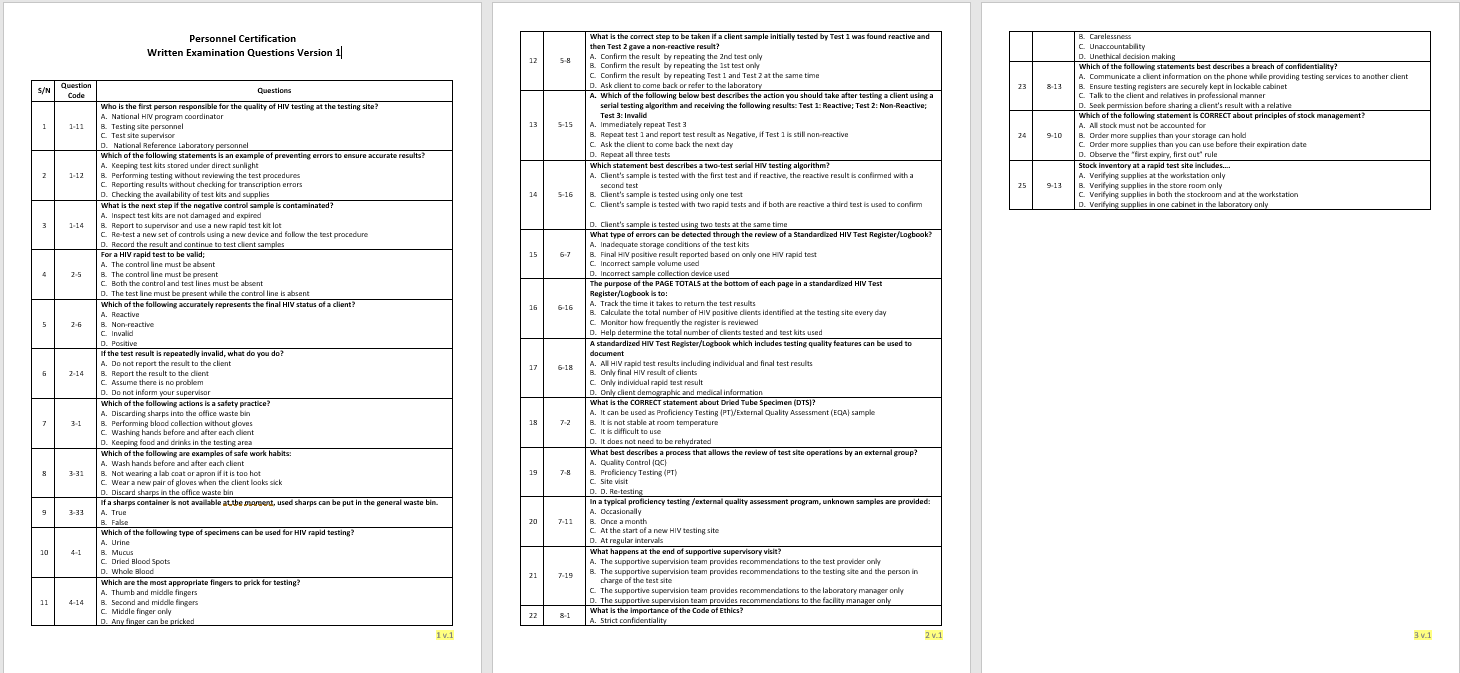 Personnel Certification
Written Examination Questions Version 1
S/N Question Code Questions
1 1-11 Who is the first person responsible for the quality of HIV testing at the testing site?
A. National HIV program coordinator
B. Testing site personnel
C. Test site supervisor
D. National Reference Laboratory personnel
2 1-12 Which of the following statements is an example of preventing errors to ensure accurate results?
A. Keeping test kits stored under direct sunlight
B. Performing testing without reviewing the test procedures
C. Reporting results without checking for transcription errors
D. Checking the availability of test kits and supplies
3 1-14 What is the next step if the negative control sample is contaminated?
A. Inspect test kits are not damaged and expired
B. Report to supervisor and use a new rapid test kit lot
C. Re-test a new set of controls using a new device and follow the test procedure
D. Record the result and continue to test client samples
4 2-5 For a HIV rapid test to be valid;
A. The control line must be absent
B. The control line must be present
C. Both the control and test lines must be absent
D. The test line must be present while the control line is absent
5 2-6 Which of the following accurately represents the final HIV status of a client?
A. Reactive
B. Non-reactive
C. Invalid
D. Positive
6 2-14 If the test result is repeatedly invalid, what do you do?
A. Do not report the result to the client
B. Report the result to the client
C. Assume there is no problem
D. Do not inform your supervisor
7 3-1 Which of the following actions is a safety practice?
A. Discarding sharps into the office waste bin
B. Performing blood collection without gloves
C. Washing hands before and after each client
D. Keeping food and drinks in the testing area
8 3-31 Which of the following are examples of safe work habits:
A. Wash hands before and after each client
B. Not wearing a lab coat or apron if it is too hot
C. Wear a new pair of gloves when the client looks sick
D. Discard sharps in the office waste bin
9 3-33 If a sharps container is not available at the moment, used sharps can be put in the general waste bin.
A. True
B. False
10 4-1 Which of the following type of specimens can be used for HIV rapid testing?
A. Urine
B. Mucus
C. Dried Blood Spots
D. Whole Blood
11 4-14 Which are the most appropriate fingers to prick for testing?
A. Thumb and middle fingers
B. Second and middle fingers
C. Middle finger only
D. Any finger can be pricked
1 v.1
12 5-8 What is the correct step to be taken if a client sample initially tested by Test 1 was found reactive and
then Test 2 gave a non-reactive result?
A. Confirm the result by repeating the 2nd test only
B. Confirm the result by repeating the 1st test only
C. Confirm the result by repeating Test 1 and Test 2 at the same time
D. Ask client to come back or refer to the laboratory
13 5-15 A. Which of the following below best describes the action you should take after testing a client using a
serial testing algorithm and receiving the following results: Test 1: Reactive; Test 2: Non-Reactive;
Test 3: Invalid
A. Immediately repeat Test 3
B. Repeat test 1 and report test result as Negative, if Test 1 is still non-reactive
C. Ask the client to come back the next day
D. Repeat all three tests
14 5-16 Which statement best describes a two-test serial HIV testing algorithm?
A. Client's sample is tested with the first test and if reactive, the reactive result is confirmed with a
second test
B. Client's sample is tested using only one test
C. Client's sample is tested with two rapid tests and if both are reactive a third test is used to confirm
D. Client's sample is tested using two tests at the same time
15 6-7 What type of errors can be detected through the review of a Standardized HIV Test Register/Logbook?
A. Inadequate storage conditions of the test kits
B. Final HIV positive result reported based on only one HIV rapid test
C. Incorrect sample volume used
D. Incorrect sample collection device used
16 6-16 The purpose of the PAGE TOTALS at the bottom of each page in a standardized HIV Test
Register/Logbook is to:
A. Track the time it takes to return the test results
B. Calculate the total number of HIV positive clients identified at the testing site every day
C. Monitor how frequently the register is reviewed
D. Help determine the total number of clients tested and test kits used
17 6-18 A standardized HIV Test Register/Logbook which includes testing quality features can be used to
document
A. All HIV rapid test results including individual and final test results
B. Only final HIV result of clients
C. Only individual rapid test result
D. Only client demographic and medical information
18 7-2 What is the CORRECT statement about Dried Tube Specimen (DTS)?
A. It can be used as Proficiency Testing (PT)/External Quality Assessment (EQA) sample
B. It is not stable at room temperature
C. It is difficult to use
D. It does not need to be rehydrated
19 7-8 What best describes a process that allows the review of test site operations by an external group?
A. Quality Control (QC)
B. Proficiency Testing (PT)
C. Site visit
D. D. Re-testing
20 7-11 In a typical proficiency testing /external quality assessment program, unknown samples are provided:
A. Occasionally
B. Once a month
C. At the start of a new HIV testing site
D. At regular intervals
21 7-19 What happens at the end of supportive supervisory visit?
A. The supportive supervision team provides recommendations to the test provider only
B. The supportive supervision team provides recommendations to the testing site and the person in
charge of the test site
C. The supportive supervision team provides recommendations to the laboratory manager only
D. The supportive supervision team provides recommendations to the facility manager only
22 8-1 What is the importance of the Code of Ethics?
A. Strict confidentiality
2 v.1
B. Carelessness
C. Unaccountability
D. Unethical decision making
23 8-13 Which of the following statements best describes a breach of confidentiality?
A. Communicate a client information on the phone while providing testing services to another client
B. Ensure testing registers are securely kept in lockable cabinet
C. Talk to the client and relatives in professional manner
D. Seek permission before sharing a client's result with a relative
24 9-10 Which of the following statement is CORRECT about principles of stock management?
A. All stock must not be accounted for
B. Order more supplies than your storage can hold
C. Order more supplies than you can use before their expiration date
D. Observe the "first expiry, first out" rule
25 9-13 Stock inventory at a rapid test site includes….
A. Verifying supplies at the workstation only
B. Verifying supplies in the store room only
C. Verifying supplies in both the stockroom and at the workstation
D. Verifying supplies in one cabinet in the laboratory only
3 v.1